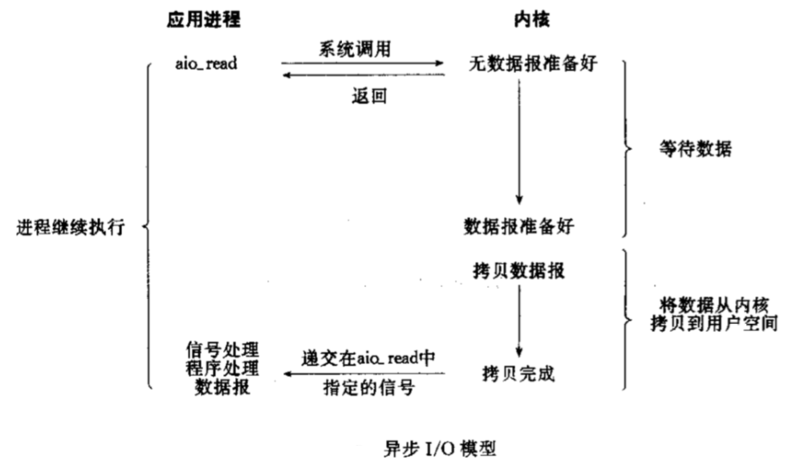 应用进程
内核
aio_read
系统调用
无数据报准备好
返回
等待数据
进程继续执行
数据报准备好
拷贝数据报
将数据从内核
拷贝到用户空间
信号处理
程序处理
数据报
递交在aio_read中
指定的信号
拷贝完成
异步 I/O 模型